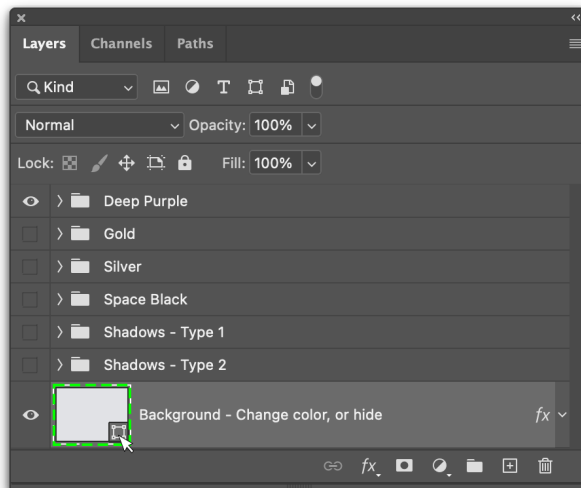 Layers Channels Paths
Kind T
Normal Opacity: 100%
Lock: Fill: 100%
Deep Purple
Gold
Silver
Space Black
Shadows - Type 1
Shadows - Type 2
Background - Change color, or hide fx
fx